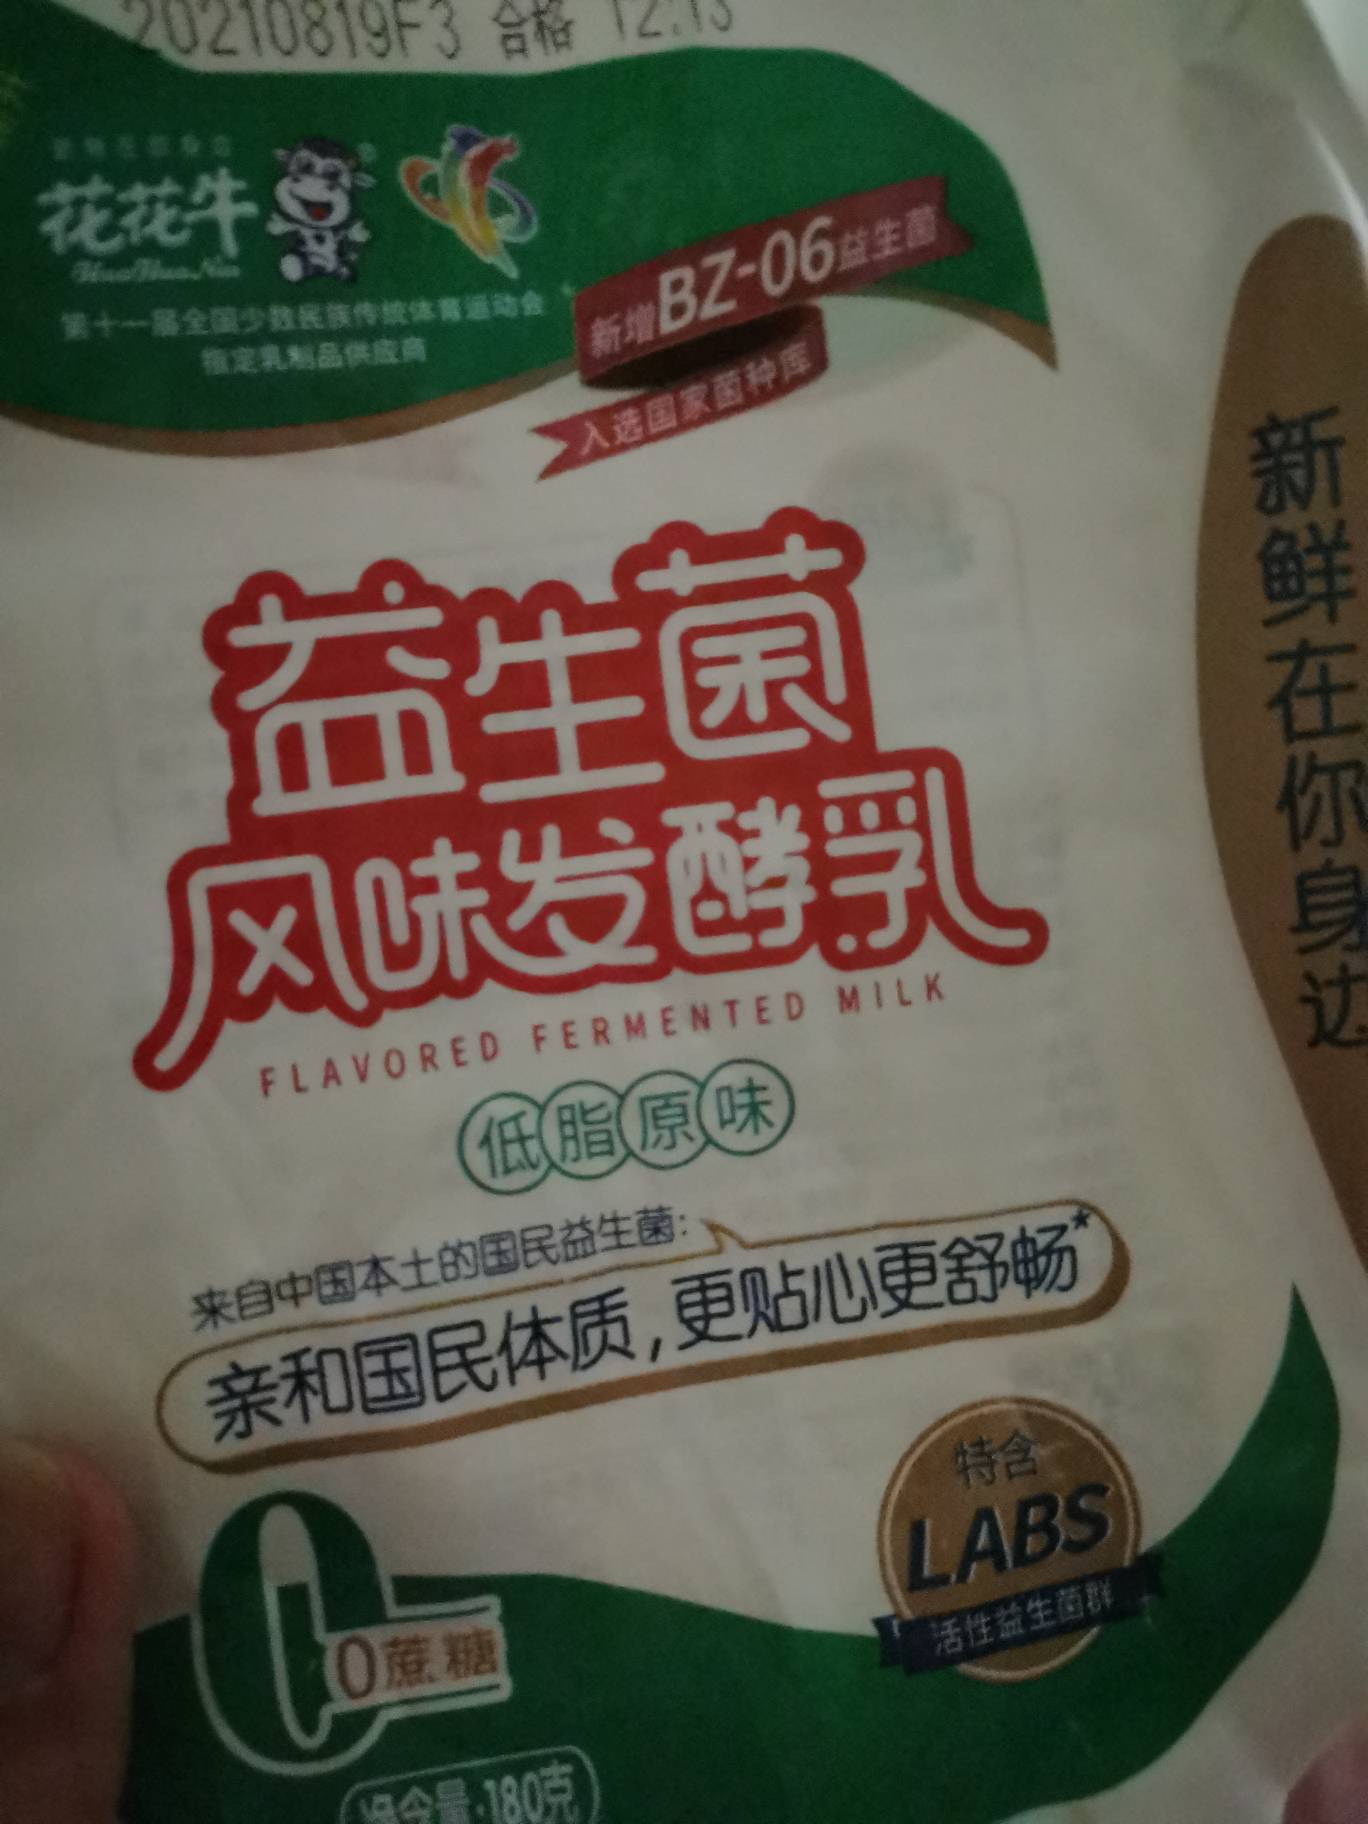 20210819F3 合格 12:13
花花牛
HuaHuaNiu
第十一届全国少数民族传统体育运动会
指定乳制品供应商
新增BZ-06益生菌
入选国家菌种库
益生菌
风味发酵乳
FLAVORED FERMENTED MILK
低脂原味
来自中国本土的国民益生菌:
亲和国民体质,更贴心更舒畅*
特含
LABS
活性益生菌群
0蔗糖
净含量:180克
新鲜在你身边